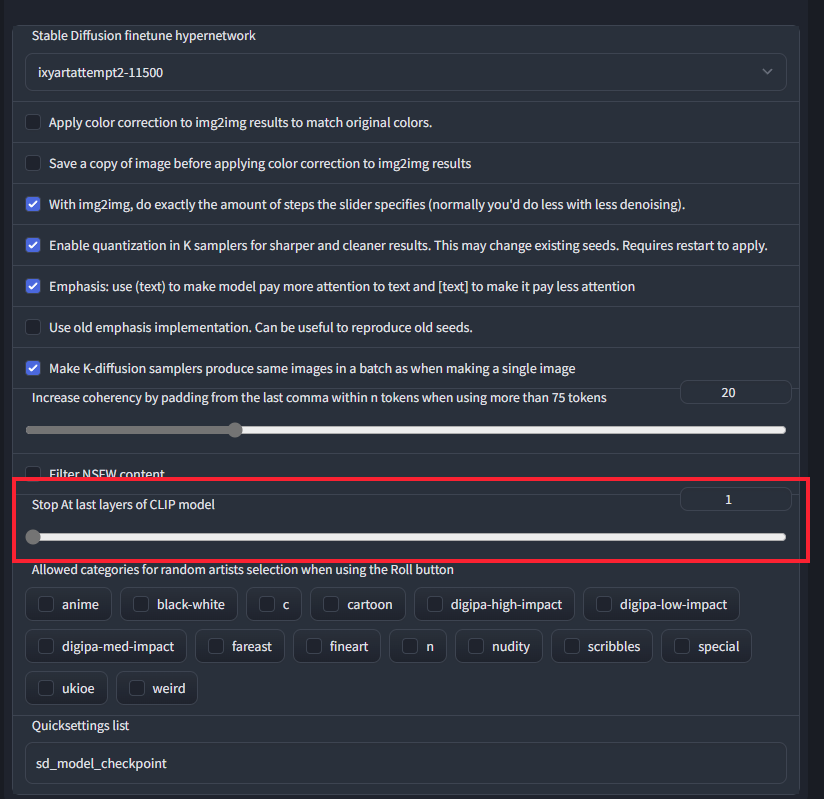 Stable Diffusion finetune hypernetwork
ixyartattempt2-11500
Apply color correction to img2img results to match original colors.
Save a copy of image before applying color correction to img2img results
With img2img, do exactly the amount of steps the slider specifies (normally you'd do less with less denoising).
Enable quantization in K samplers for sharper and cleaner results. This may change existing seeds. Requires restart to apply.
Emphasis: use (text) to make model pay more attention to text and [text] to make it pay less attention
Use old emphasis implementation. Can be useful to reproduce old seeds.
Make K-diffusion samplers produce same images in a batch as when making a single image
Increase coherency by padding from the last comma within n tokens when using more than 75 tokens 20
Filter NSFW content
Stop At last layers of CLIP model 1
Allowed categories for random artists selection when using the Roll button
anime black-white c cartoon digipa-high-impact digipa-low-impact
digipa-med-impact fareast fineart n nudity scribbles special
ukioe weird
Quicksettings list
sd_model_checkpoint